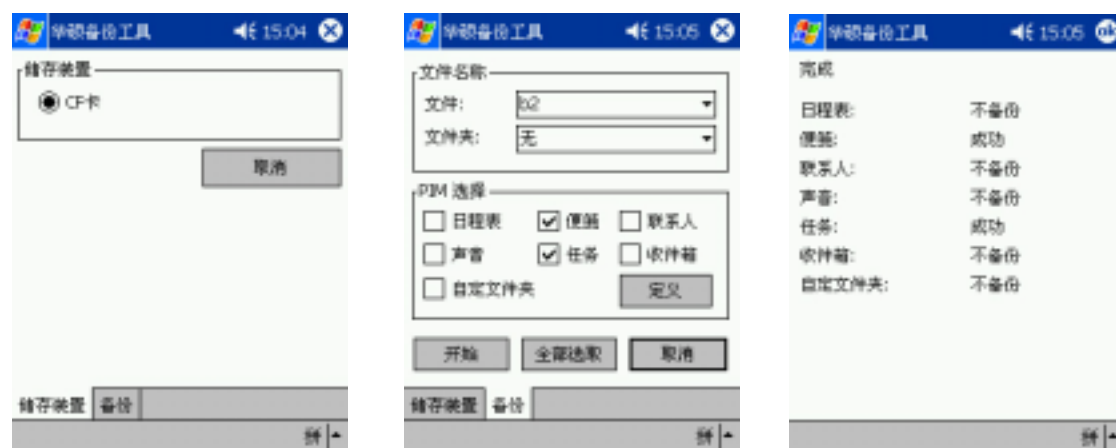 华硕备份工具 15:04
储存装置
CF卡
取消
储存装置 备份
拼
华硕备份工具 15:05
文件名称
文件: b2
文件夹: 无
PIM 选择
日程表 便笺 联系人
声音 任务 收件箱
自定文件夹 定义
开始 全部选取 取消
储存装置 备份
拼
华硕备份工具 15:05 ok
完成
日程表: 不备份
便笺: 成功
联系人: 不备份
声音: 不备份
任务: 成功
收件箱: 不备份
自定文件夹: 不备份
拼